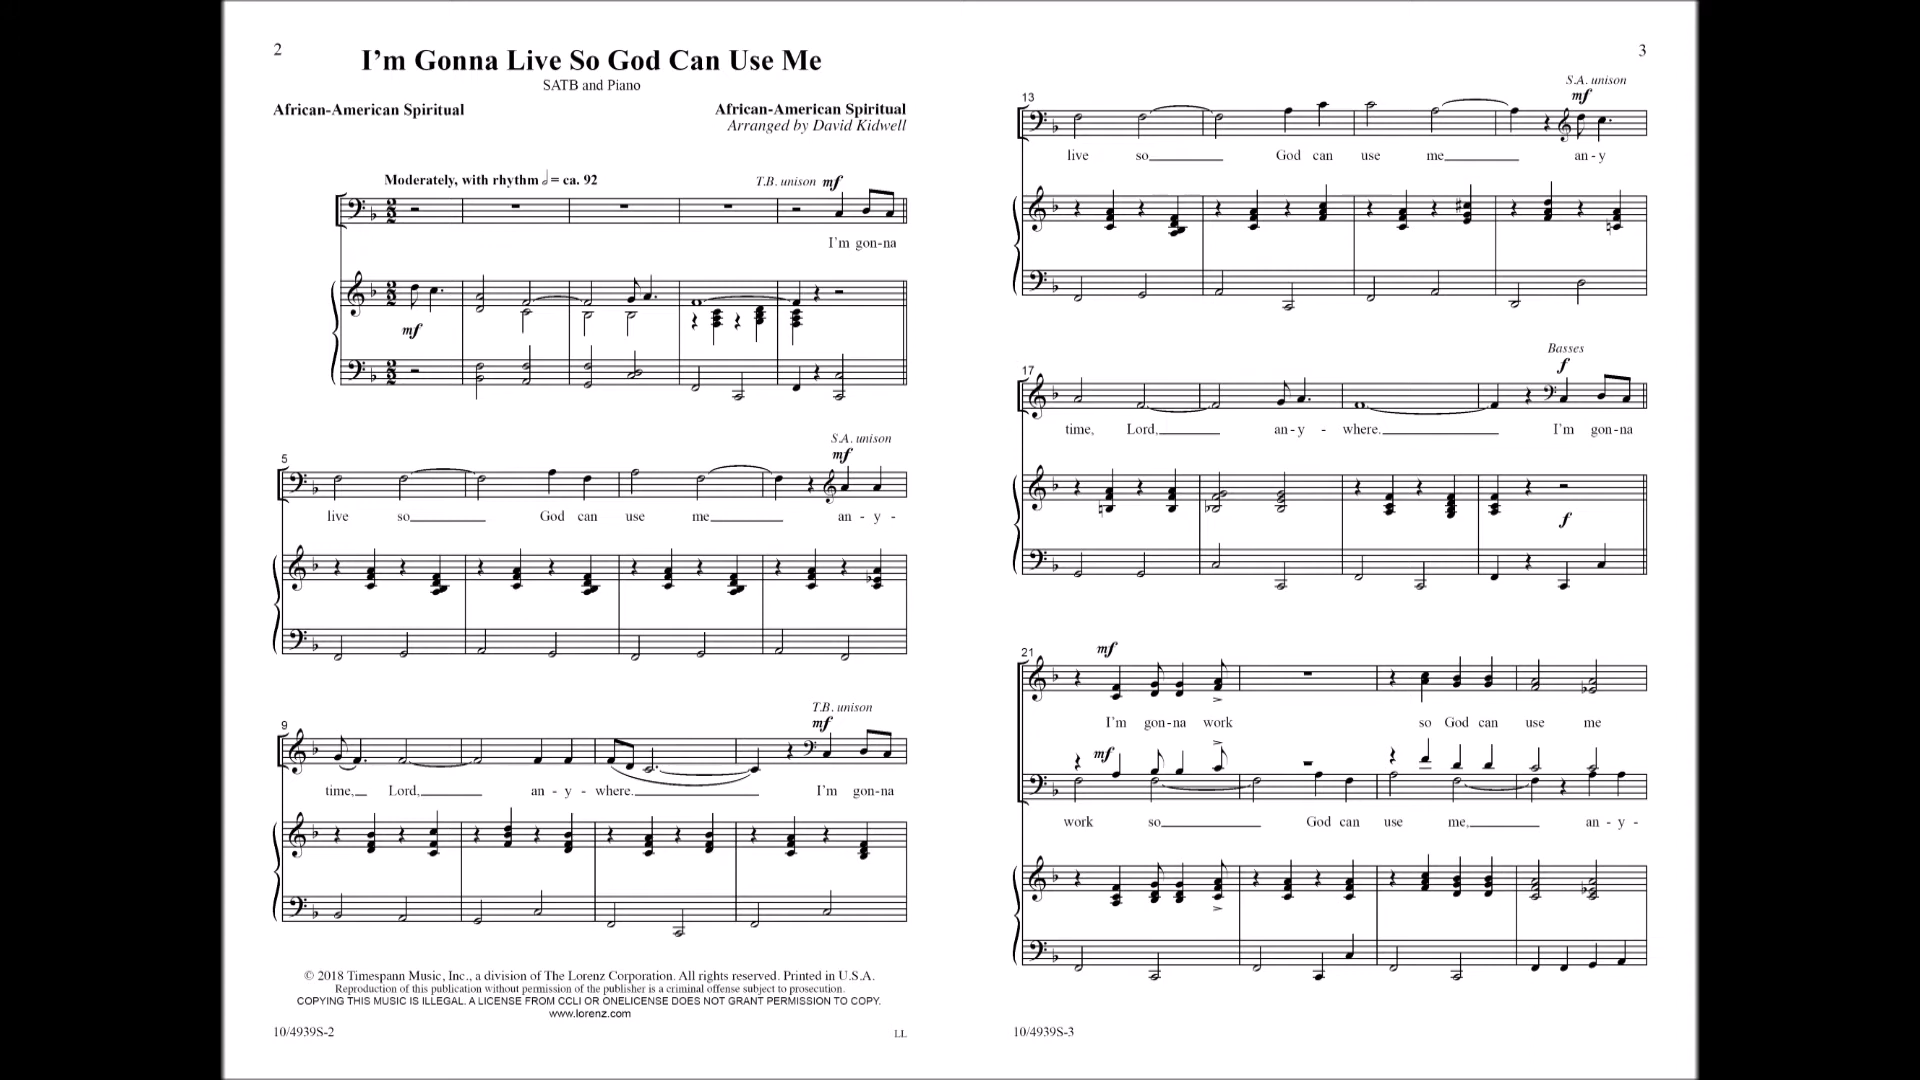 2
I'm Gonna Live So God Can Use Me
SATB and Piano
African-American Spiritual
African-American Spiritual
Arranged by David Kidwell
Moderately, with rhythm 𝅗𝅥 = ca. 92
T.B. unison mf
I'm gon-na
mf
S.A. unison
mf
5
live so God can use me an - y -
T.B. unison
mf
9
time, Lord, an - y - where. I'm gon-na
© 2018 Timespann Music, Inc., a division of The Lorenz Corporation. All rights reserved. Printed in U.S.A.
Reproduction of this publication without permission of the publisher is a criminal offense subject to prosecution.
COPYING THIS MUSIC IS ILLEGAL. A LICENSE FROM CCLI OR ONELICENSE DOES NOT GRANT PERMISSION TO COPY.
www.lorenz.com
10/4939S-2
LL
3
S.A. unison
mf
13
live so God can use me an - y
Basses
f
17
time, Lord, an - y - where. I'm gon-na
f
mf
21
I'm gon-na work so God can use me
mf
work so God can use me, an - y -
10/4939S-3